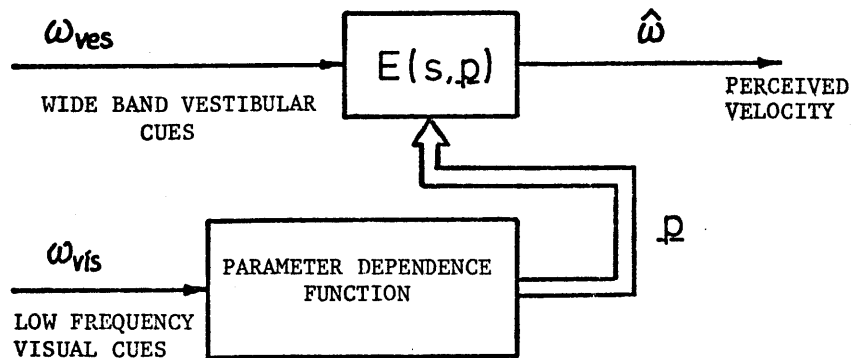 ω_ves
WIDE BAND VESTIBULAR
CUES
E(s,p̲)
ω̂
PERCEIVED
VELOCITY
p̲
ω_vis
LOW FREQUENCY
VISUAL CUES
PARAMETER DEPENDENCE
FUNCTION